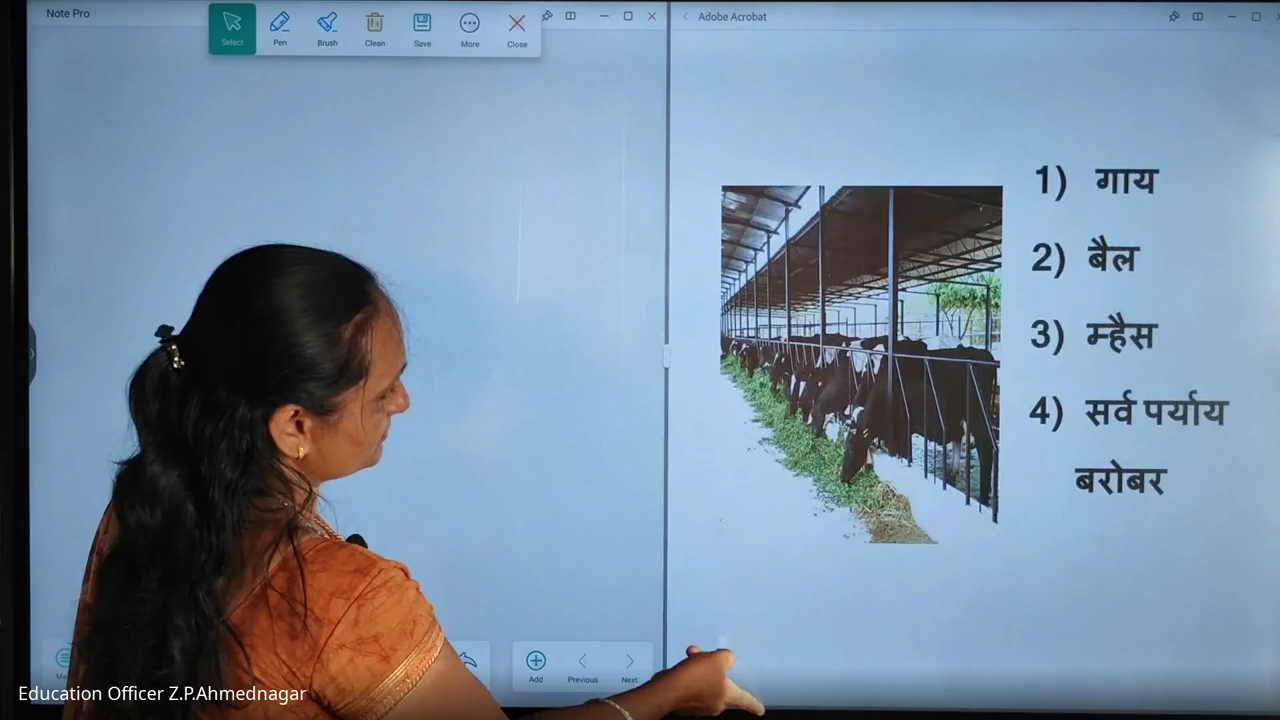 Note Pro
Select
Pen
Brush
Clean
Save
More
Close
Adobe Acrobat
1) गाय
2) बैल
3) म्हैस
4) सर्व पर्याय
बरोबर
Add
Previous
Next
Education Officer Z.P.Ahmednagar